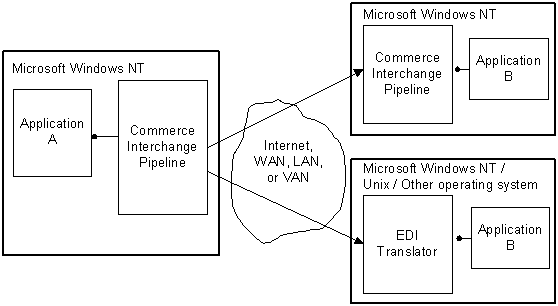 Microsoft Windows NT
Application
A
Commerce
Interchange
Pipeline
Internet,
WAN, LAN,
or VAN
Microsoft Windows NT
Commerce
Interchange
Pipeline
Application
B
Microsoft Windows NT /
Unix / Other operating system
EDI
Translator
Application
B